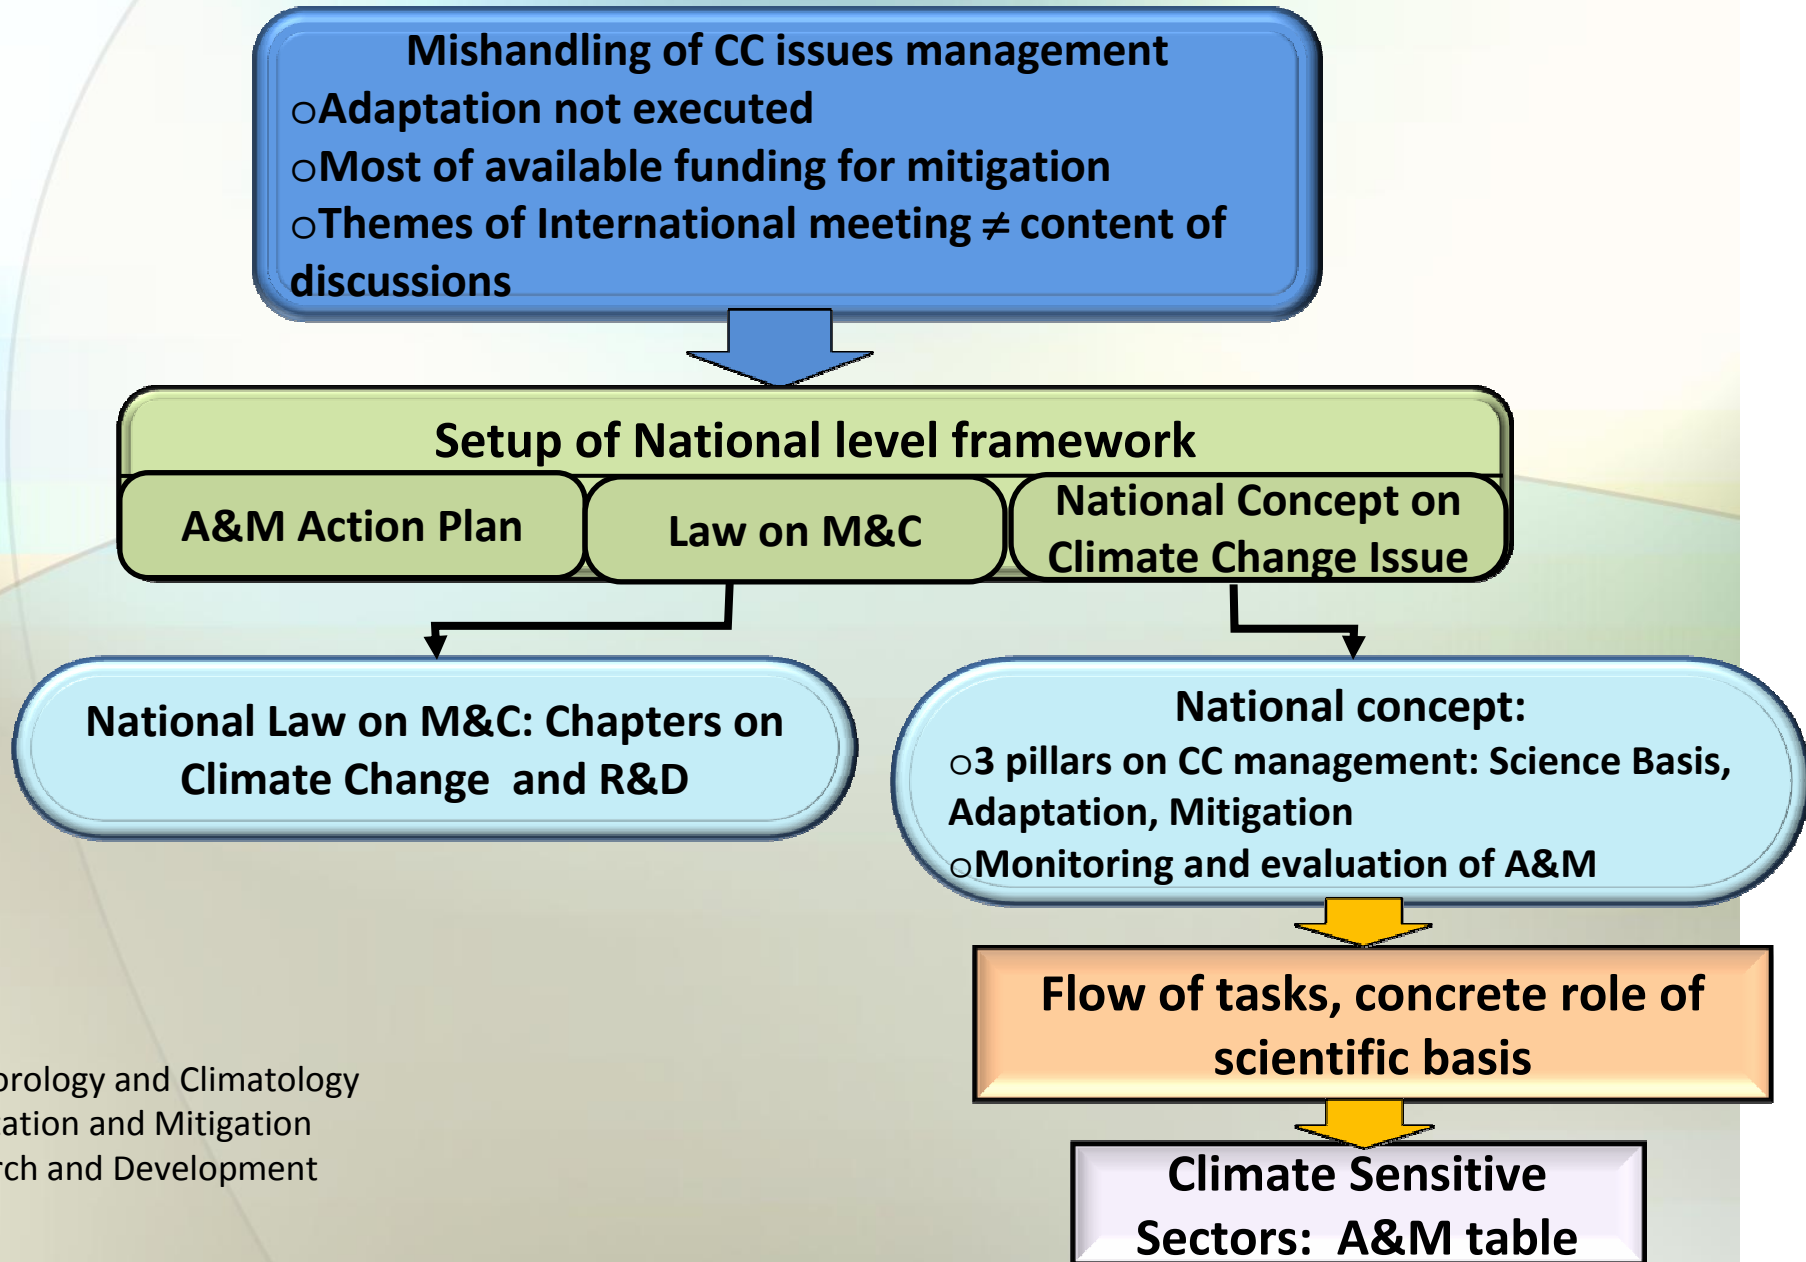 Mishandling of CC issues management
oAdaptation not executed
oMost of available funding for mitigation
oThemes of International meeting ≠ content of
discussions
Setup of National level framework
A&M Action Plan
Law on M&C
National Concept on
Climate Change Issue
National Law on M&C: Chapters on
Climate Change and R&D
National concept:
o3 pillars on CC management: Science Basis,
Adaptation, Mitigation
oMonitoring and evaluation of A&M
Flow of tasks, concrete role of
scientific basis
Climate Sensitive
Sectors: A&M table
and Climatology
and Mitigation
and Development